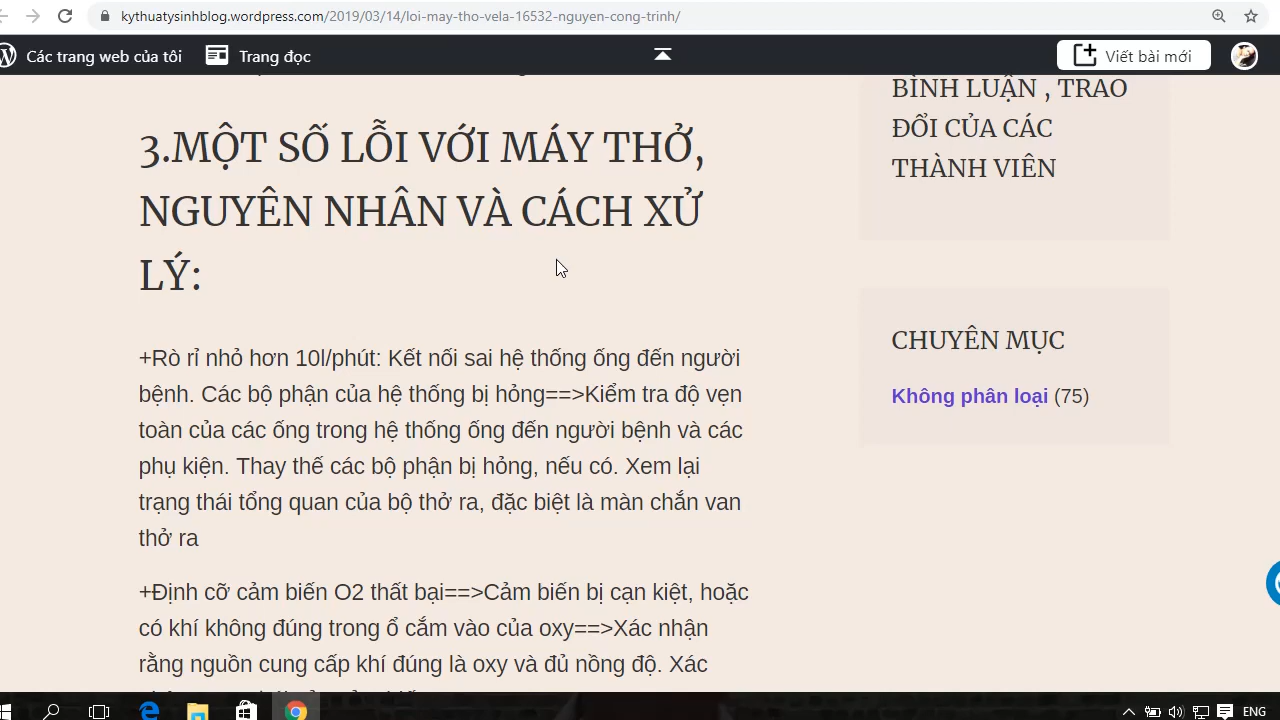 kythuatysinhblog.wordpress.com/2019/03/14/loi-may-tho-vela-16532-nguyen-cong-trinh/
Các trang web của tôi
Trang đọc
Viết bài mới
3.MỘT SỐ LỖI VỚI MÁY THỞ,
NGUYÊN NHÂN VÀ CÁCH XỬ
LÝ:
+Rò rỉ nhỏ hơn 10l/phút: Kết nối sai hệ thống ống đến người
bệnh. Các bộ phận của hệ thống bị hỏng==>Kiểm tra độ vẹn
toàn của các ống trong hệ thống ống đến người bệnh và các
phụ kiện. Thay thế các bộ phận bị hỏng, nếu có. Xem lại
trạng thái tổng quan của bộ thở ra, đặc biệt là màn chắn van
thở ra
+Định cỡ cảm biến O2 thất bại==>Cảm biến bị cạn kiệt, hoặc
có khí không đúng trong ổ cắm vào của oxy==>Xác nhận
rằng nguồn cung cấp khí đúng là oxy và đủ nồng độ. Xác
BÌNH LUẬN , TRAO
ĐỔI CỦA CÁC
THÀNH VIÊN
CHUYÊN MỤC
Không phân loại (75)
ENG